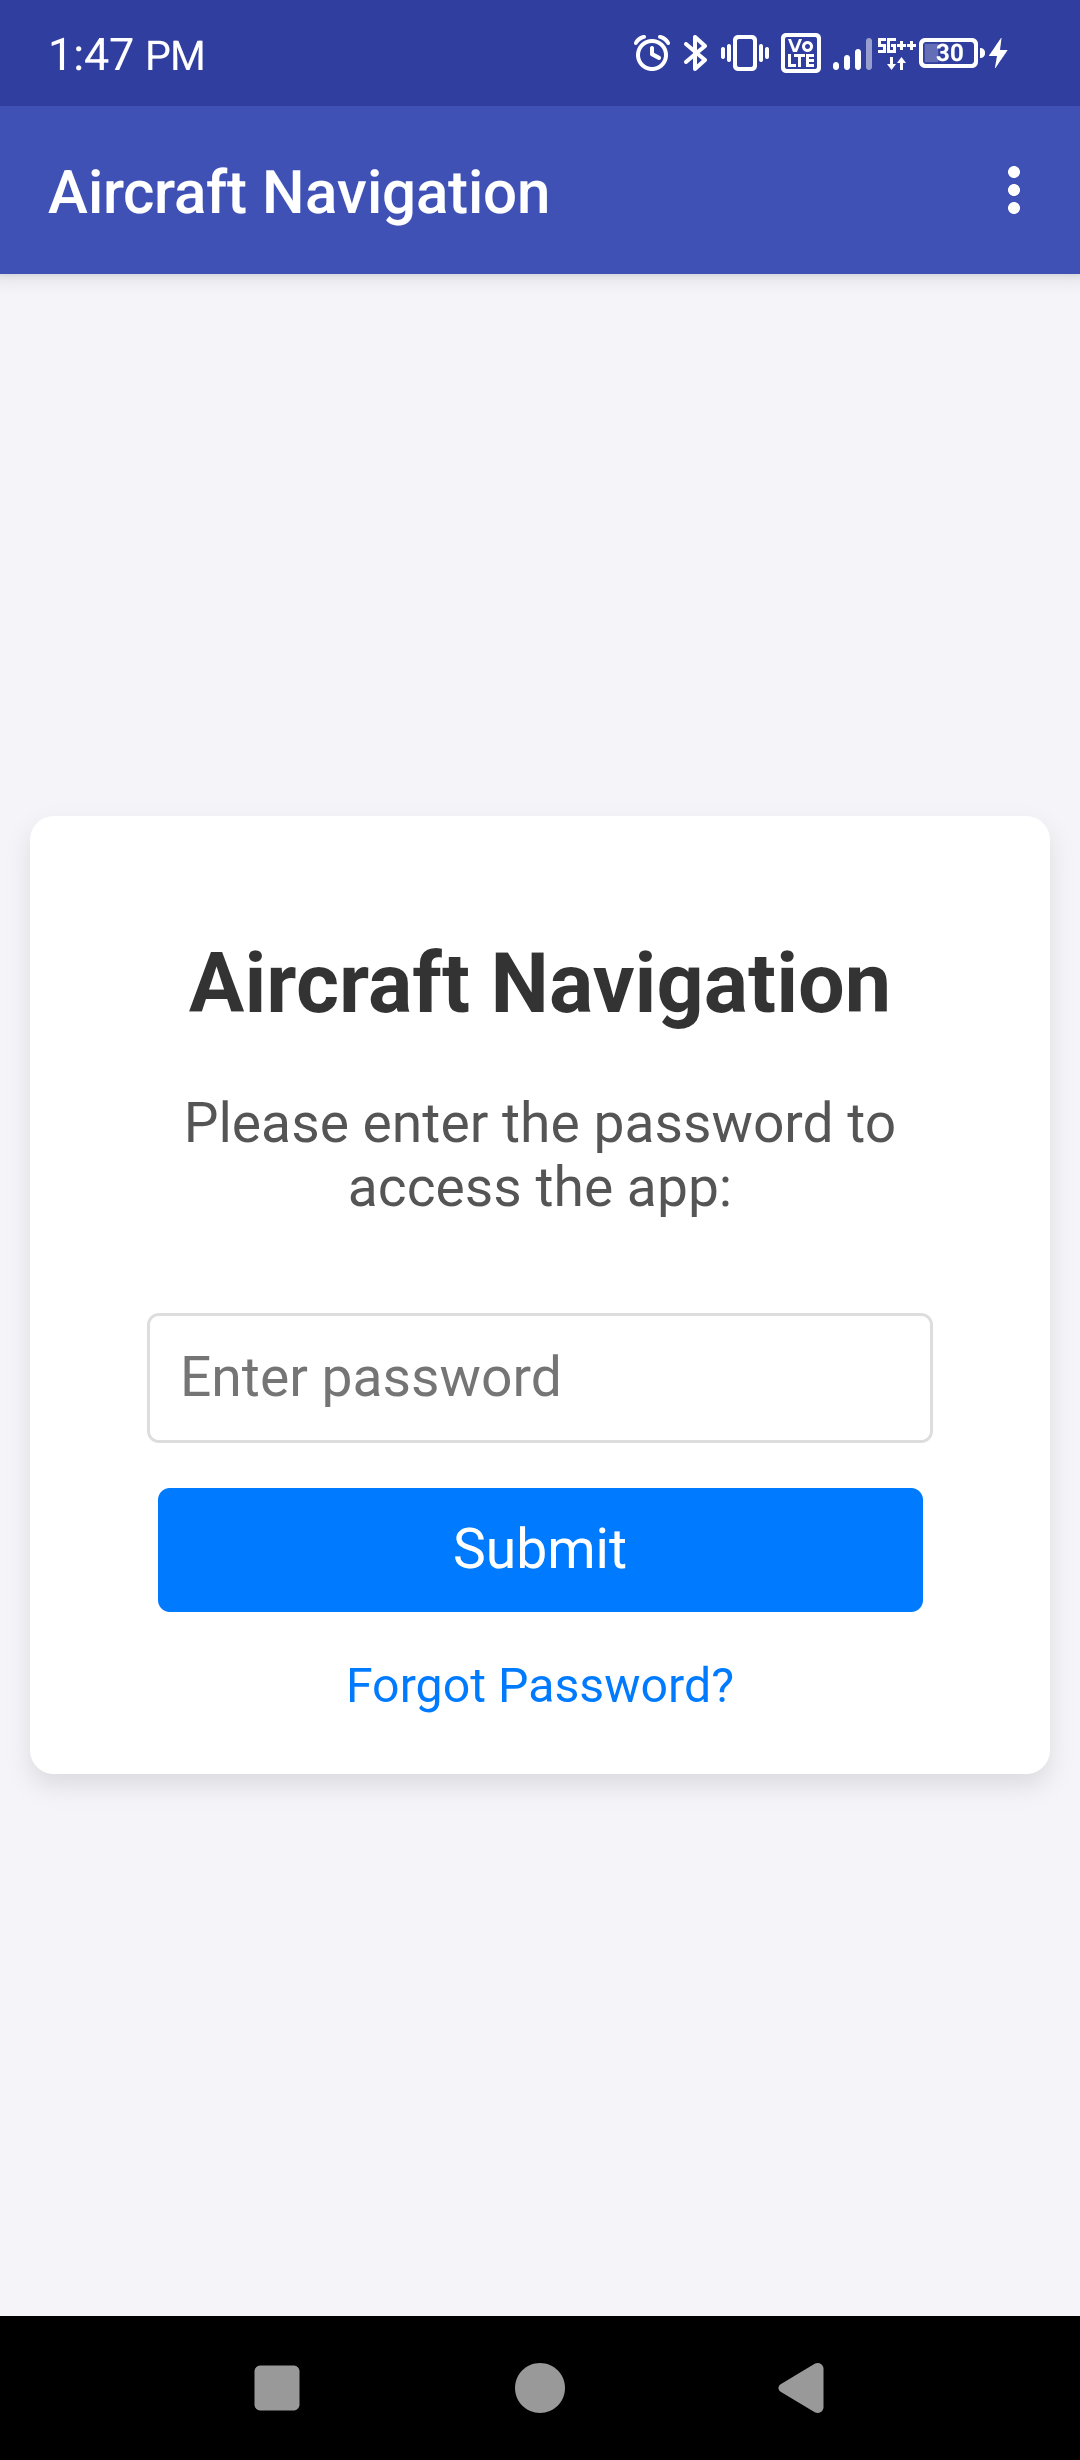 1:47 PM
Vo
LTE
5G++
30
Aircraft Navigation
Aircraft Navigation
Please enter the password to
access the app:
Enter password
Submit
Forgot Password?